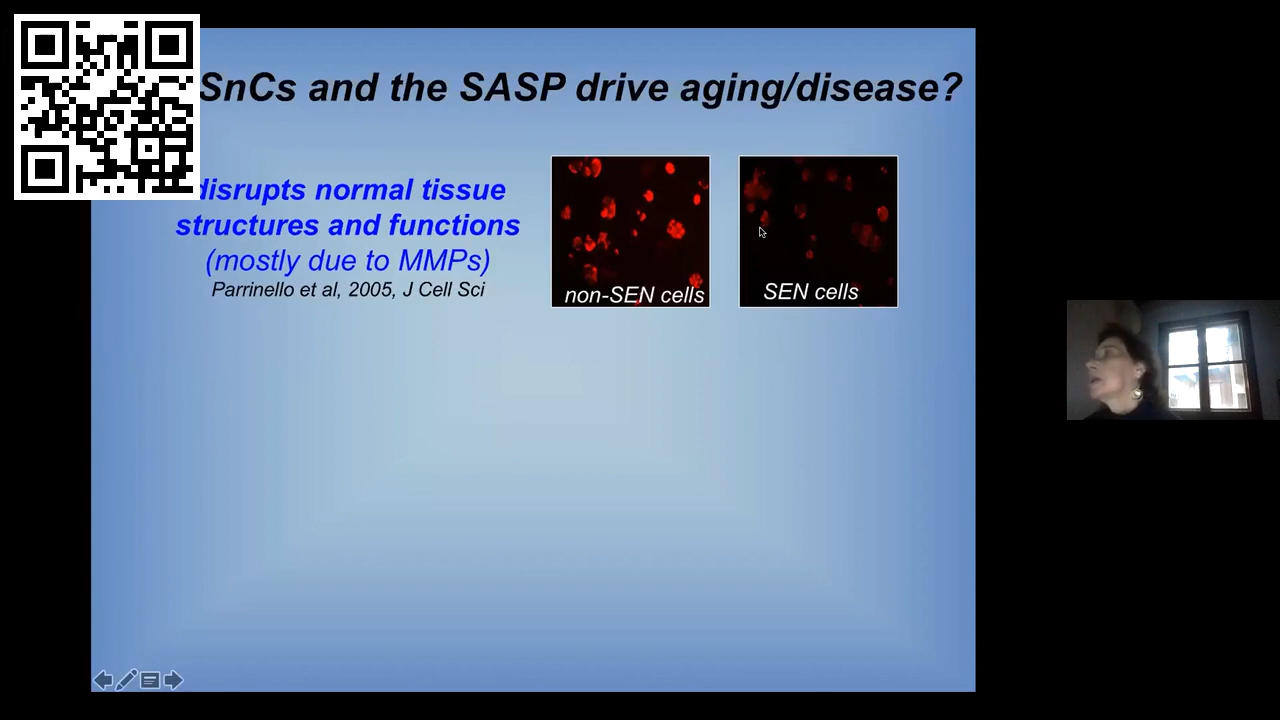 SnCs and the SASP drive aging/disease?
disrupts normal tissue
structures and functions
(mostly due to MMPs)
Parrinello et al, 2005, J Cell Sci
non-SEN cells
SEN cells